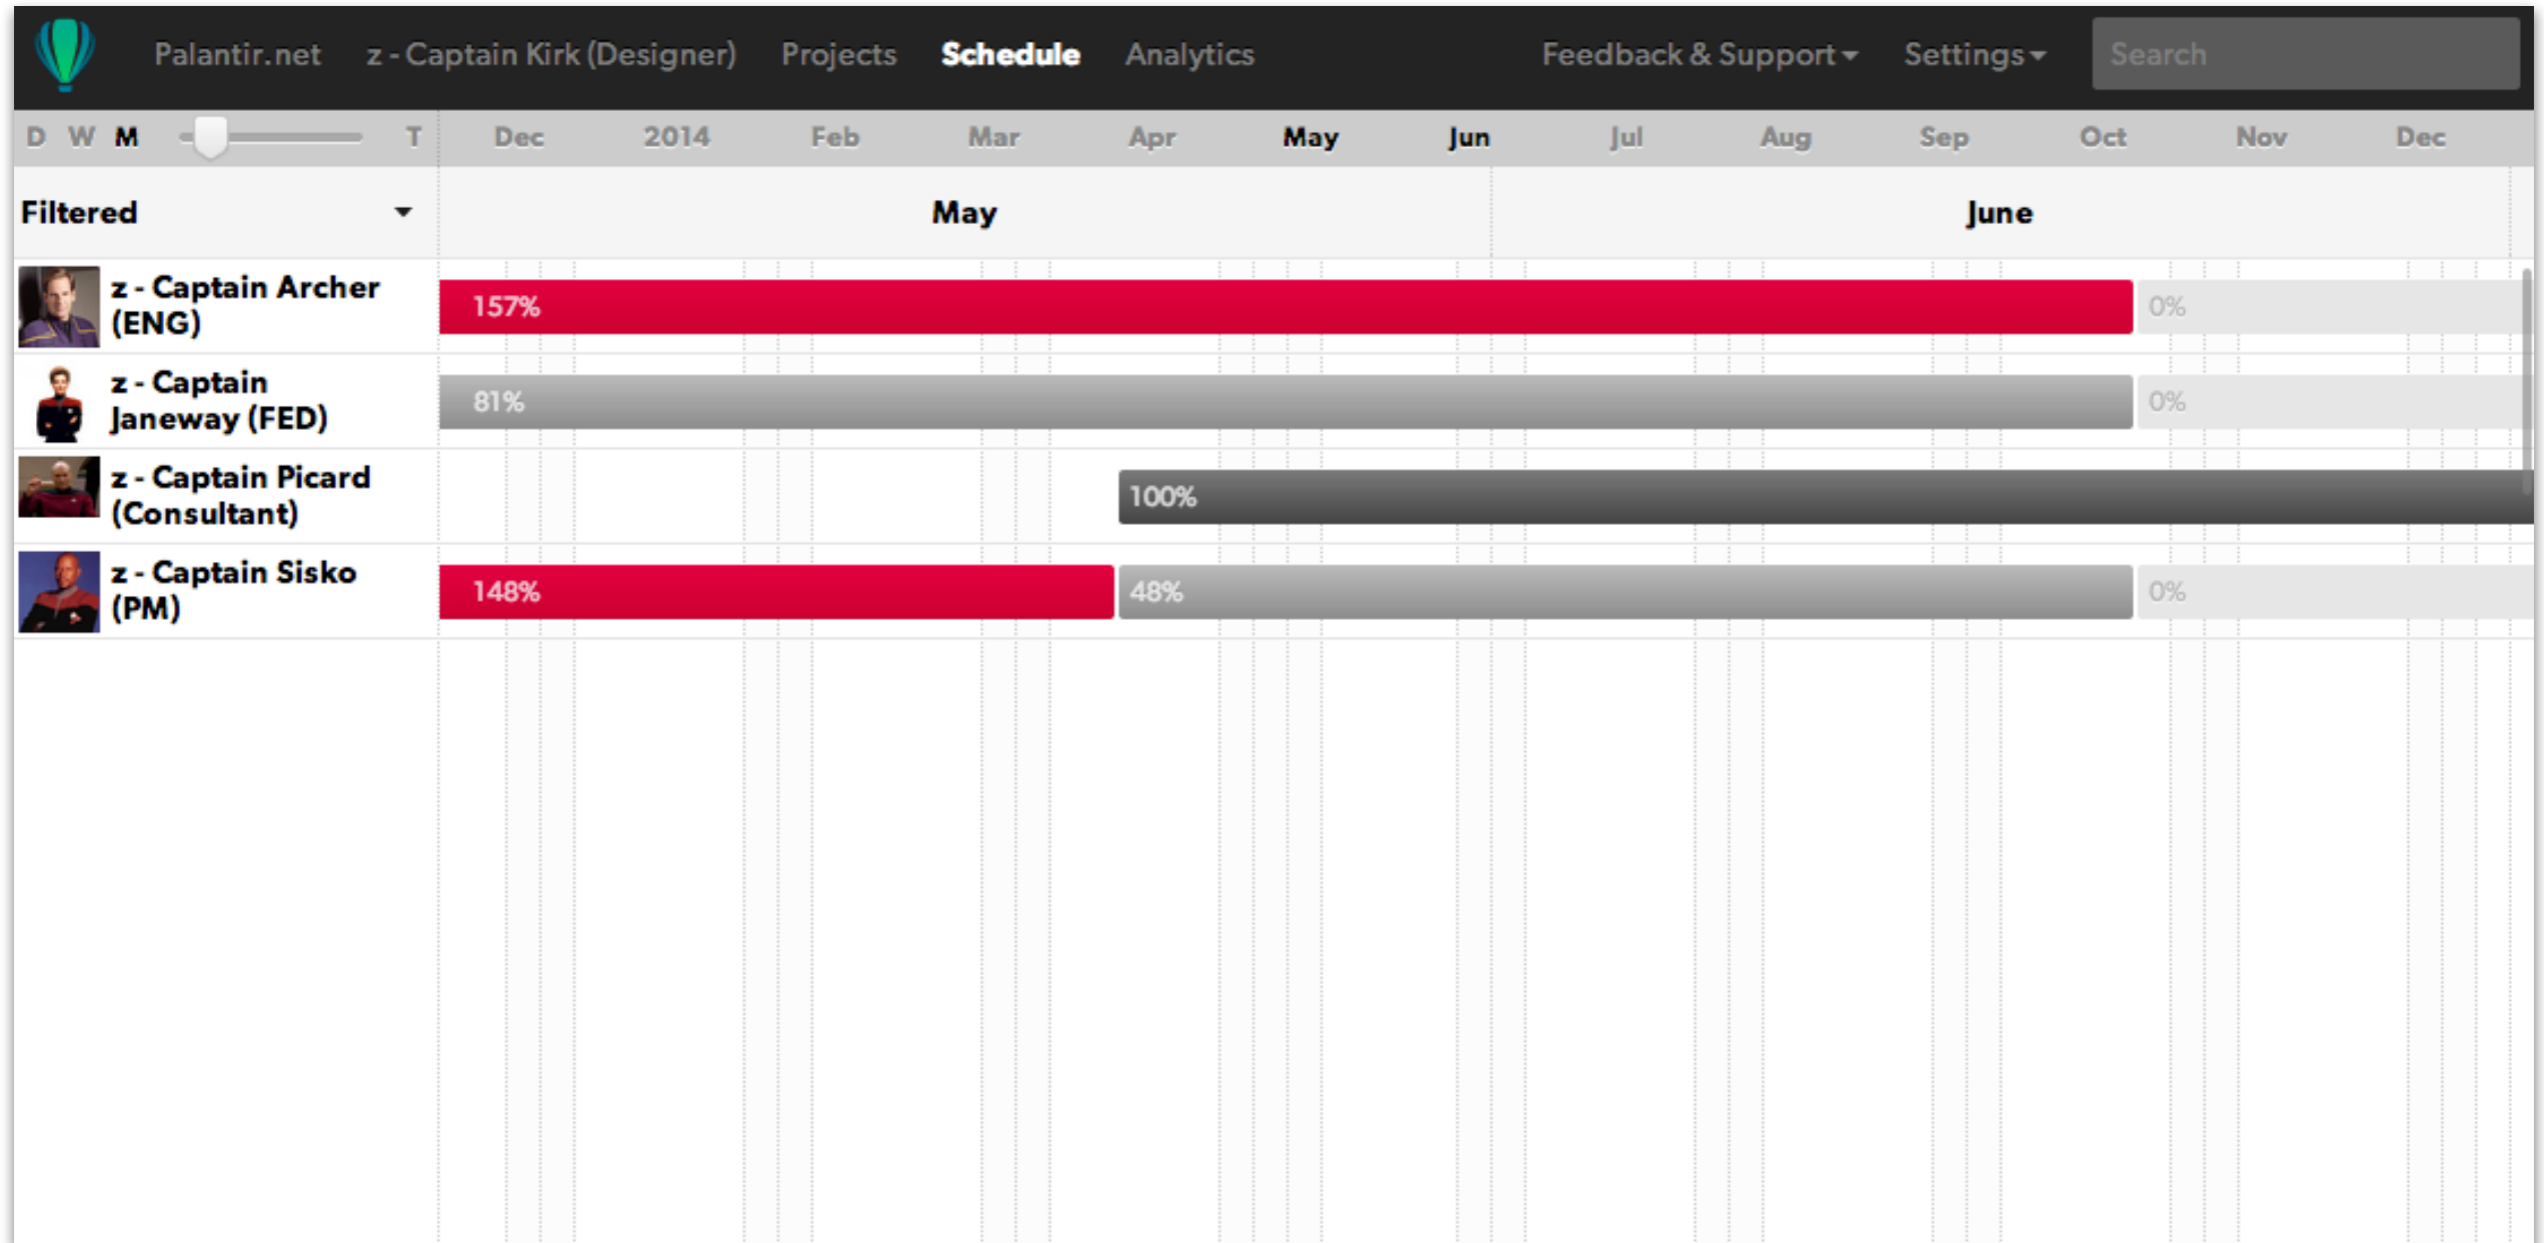 Palantir.net z - Captain Kirk (Designer) Projects Schedule Analytics Feedback & Support Settings Search
D W M T Dec 2014 Feb Mar Apr May Jun Jul Aug Sep Oct Nov Dec
Filtered May June
z - Captain Archer
(ENG)
157% 0%
z - Captain
Janeway (FED)
81% 0%
z - Captain Picard
(Consultant)
100%
z - Captain Sisko
(PM)
148% 48% 0%